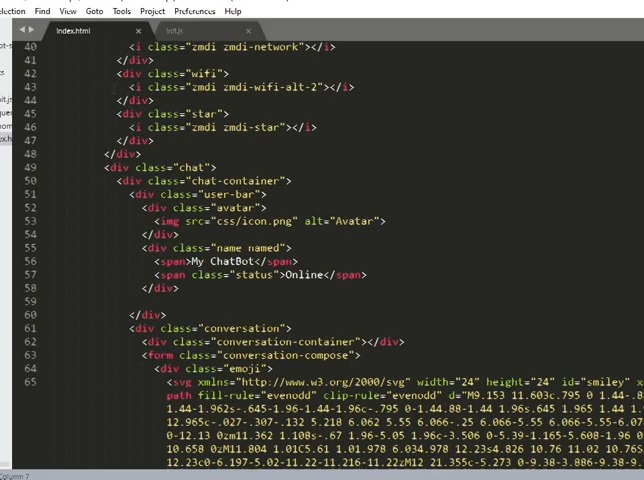 election Find View Goto Tools Project Preferences Help
index.html × init.js ×
40 <i class="zmdi zmdi-network"></i>
41 </div>
42 <div class="wifi">
43 <i class="zmdi zmdi-wifi-alt-2"></i>
44 </div>
45 <div class="star">
46 <i class="zmdi zmdi-star"></i>
47 </div>
48 </div>
49 <div class="chat">
50 <div class="chat-container">
51 <div class="user-bar">
52 <div class="avatar">
53 <img src="css/icon.png" alt="Avatar">
54 </div>
55 <div class="name named">
56 <span>My ChatBot</span>
57 <span class="status">Online</span>
58 </div>
59
60 </div>
61 <div class="conversation">
62 <div class="conversation-container"></div>
63 <form class="conversation-compose">
64 <div class="emoji">
65 <svg xmlns="http://www.w3.org/2000/svg" width="24" height="24" id="smiley" x
path fill-rule="evenodd" clip-rule="evenodd" d="M9.153 11.603c.795 0 1.44-.8
1.44-1.962s-.645-1.96-1.44-1.96c-.795 0-1.44.88-1.44 1.96s.645 1.965 1.44 1.
12.965c-.027-.307-.132 5.218 6.062 5.55 6.066-.25 6.066-5.55 6.066-5.55-6.07
0-12.13 0zm11.362 1.108s-.67 1.96-5.05 1.96c-3.506 0-5.39-1.165-5.608-1.96 0
10.658 0zM11.804 1.01C5.61 1.01.978 6.034.978 12.23s4.826 10.76 11.02 10.76S
12.23c0-6.197-5.02-11.22-11.216-11.22zM12 21.355c-5.273 0-9.38-3.886-9.38-9.
Column 7